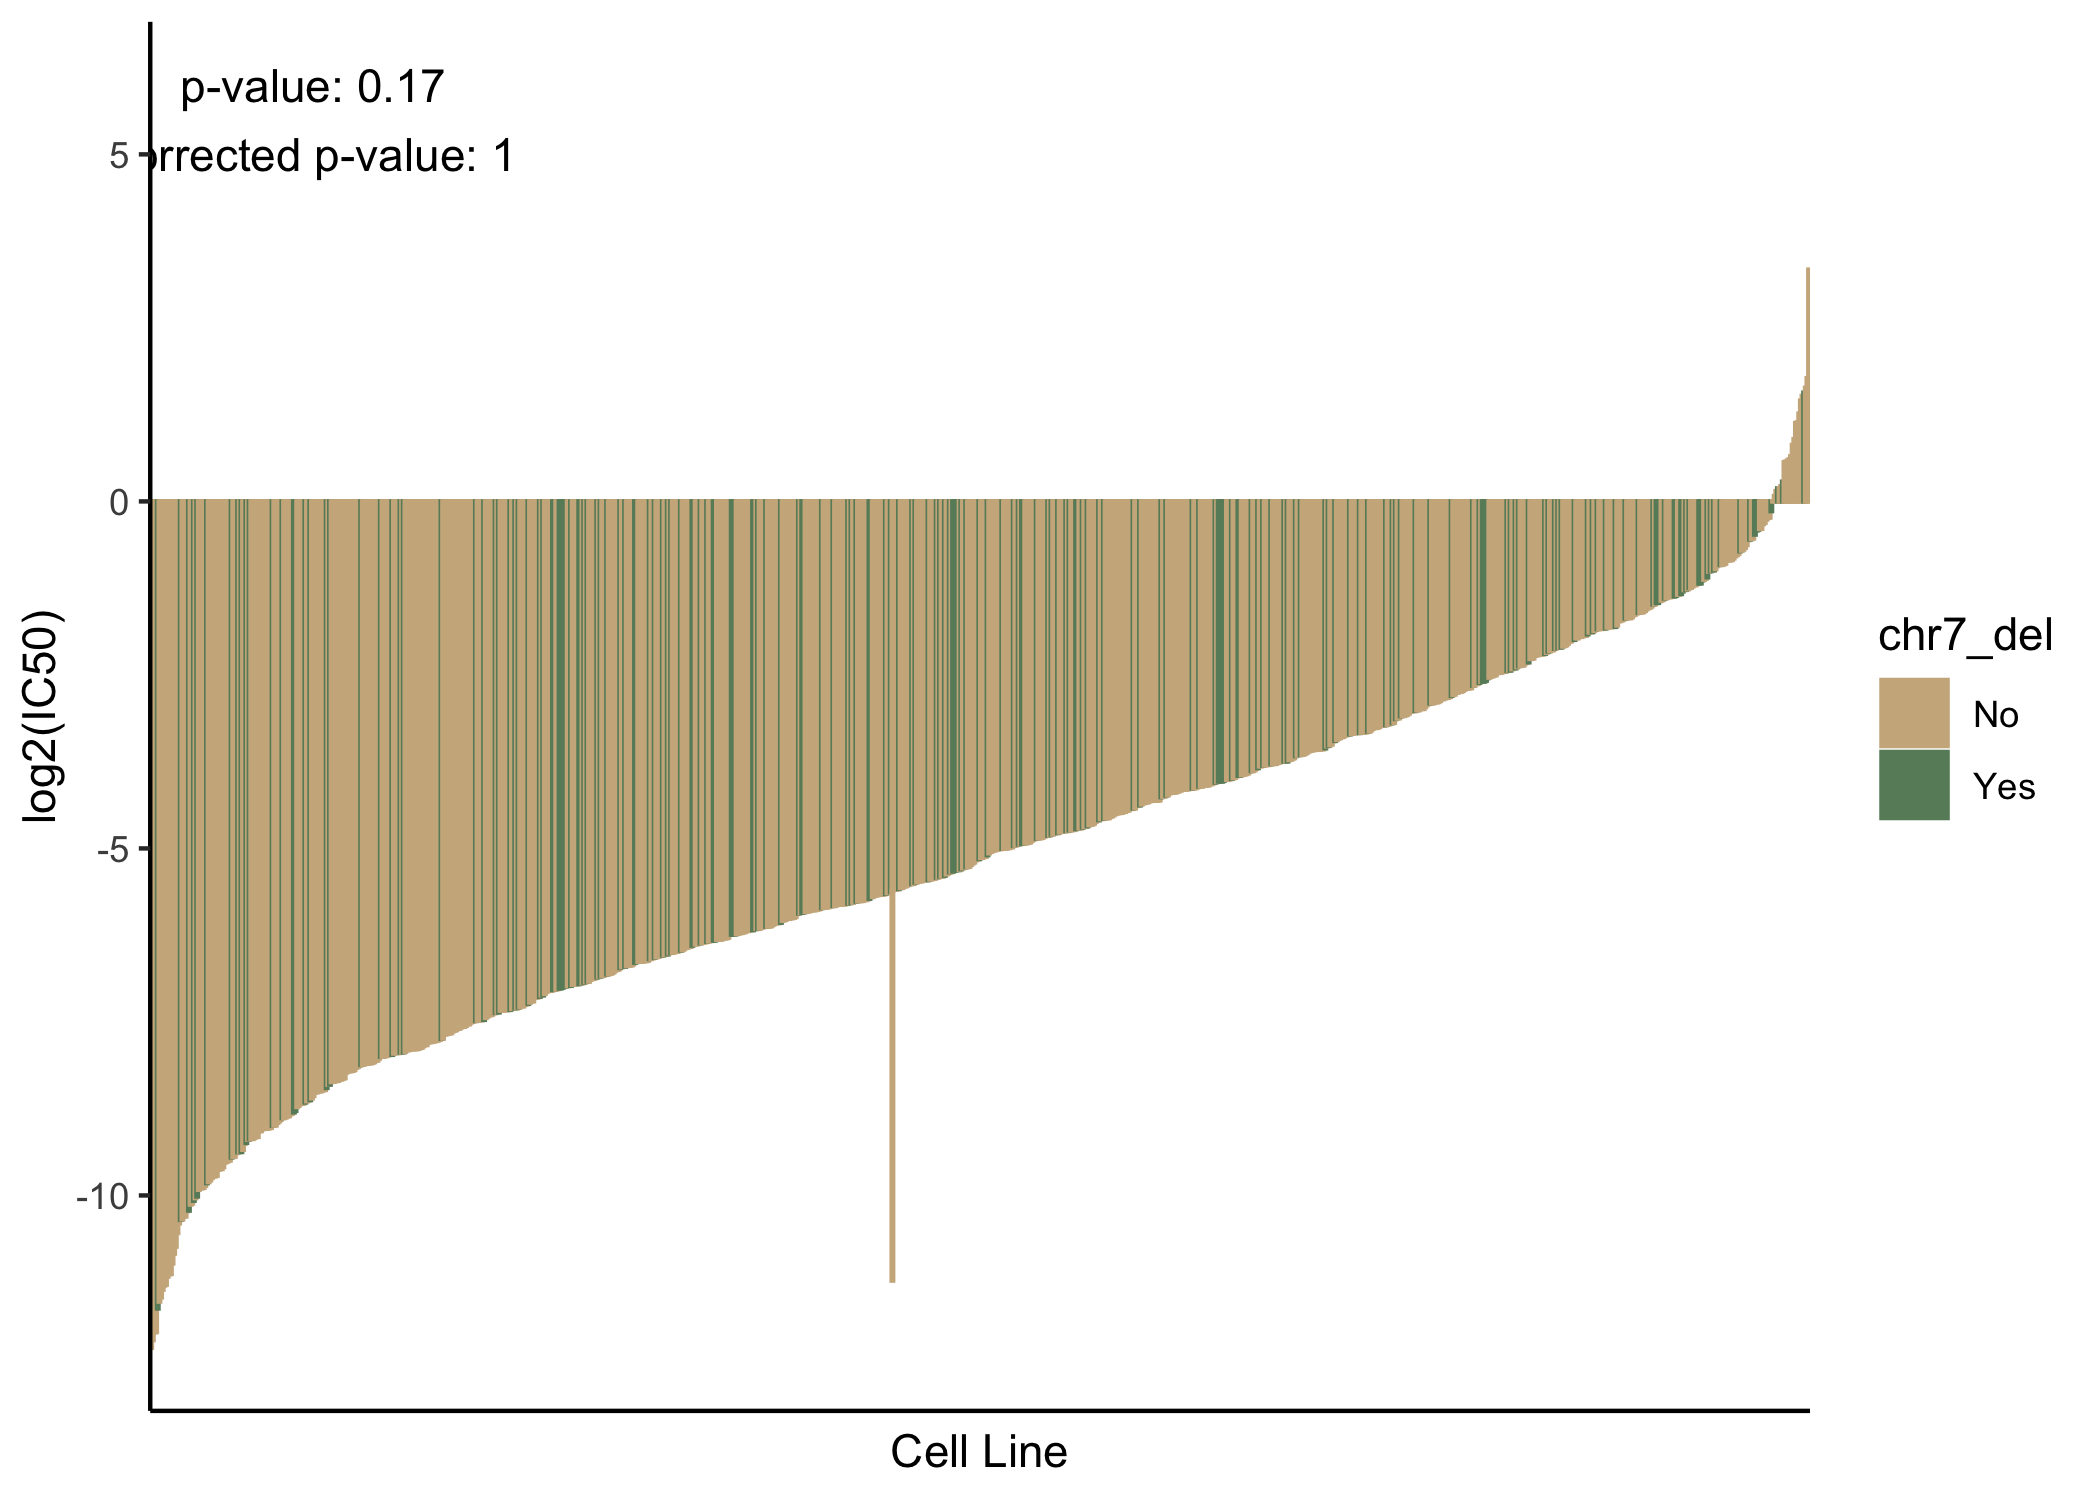 p-value: 0.17
orrected p-value: 1
5
0
-5
-10
log2(IC50)
Cell Line
chr7_del
No
Yes